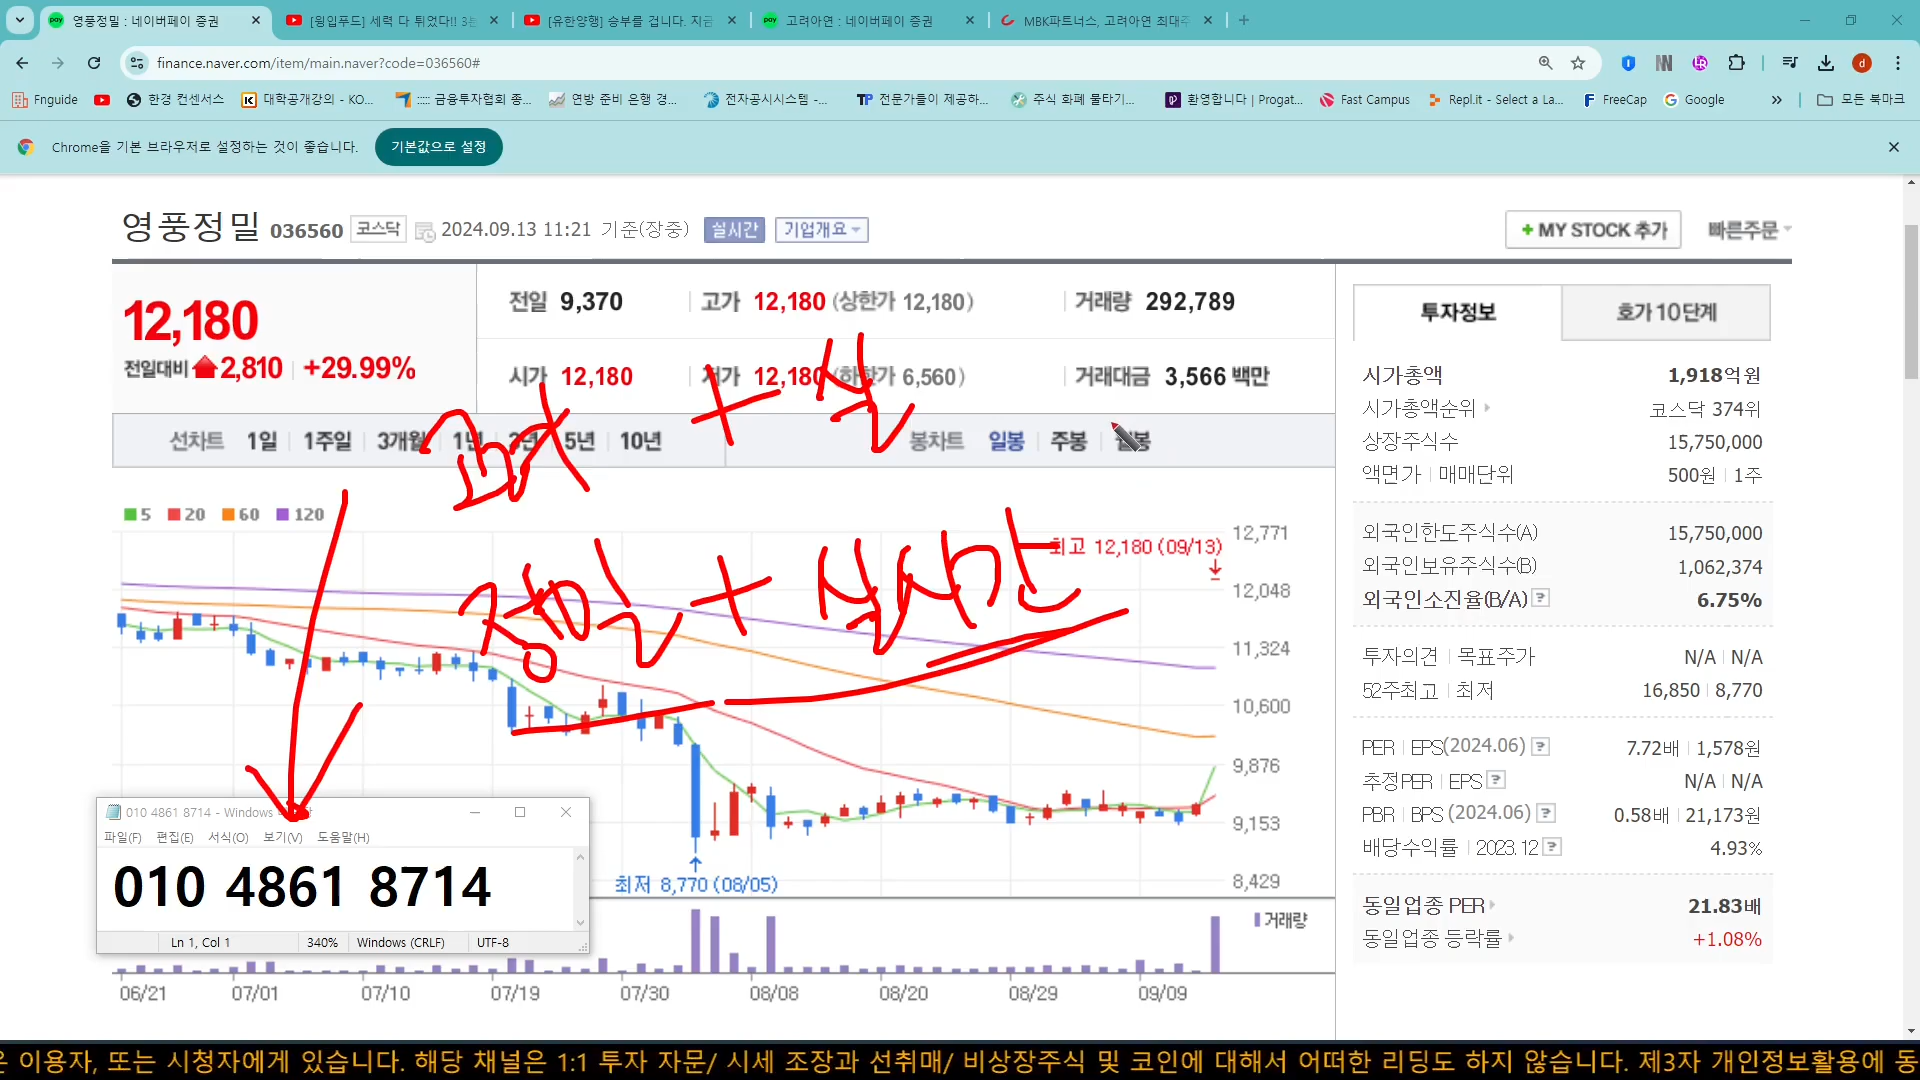 영풍정밀 : 네이버페이 증권
[윙입푸드] 세력 다 튀었다!! 3분
[유한양행] 승부를 겁니다. 지금
고려아연 : 네이버페이 증권
MBK파트너스, 고려아연 최대주
finance.naver.com/item/main.naver?code=036560#
Fnguide
한경 컨센서스
대학공개강의 - KO...
::::: 금융투자협회 종...
연방 준비 은행 경...
전자공시시스템 -...
전문가들이 제공하...
주식 화폐 물타기...
환영합니다 | Progat...
Fast Campus
Repl.it - Select a La...
FreeCap
Google
모든 북마크
Chrome을 기본 브라우저로 설정하는 것이 좋습니다. 기본값으로 설정
영풍정밀 036560 코스닥 2024.09.13 11:21 기준(장중) 실시간 기업개요
+ MY STOCK 추가 빠른주문
12,180
전일대비 2,810 +29.99%
전일 9,370 고가 12,180 (상한가 12,180) 거래량 292,789
시가 12,180 저가 12,180 (하한가 6,560) 거래대금 3,566 백만
선차트 1일 1주일 3개월 1년 3년 5년 10년
봉차트 일봉 주봉 월봉
+ 실
5 20 60 120
+ 실시간
최고 12,180 (09/13)
12,771
12,048
11,324
10,600
9,876
9,153
8,429
최저 8,770 (08/05)
거래량
06/21 07/01 07/10 07/19 07/30 08/08 08/20 08/29 09/09
010 4861 8714 - Windows
파일(F) 편집(E) 서식(O) 보기(V) 도움말(H)
010 4861 8714
Ln 1, Col 1 340% Windows (CRLF) UTF-8
투자정보 호가 10단계
시가총액 1,918억원
시가총액순위 코스닥 374위
상장주식수 15,750,000
액면가 | 매매단위 500원 | 1주
외국인한도주식수(A) 15,750,000
외국인보유주식수(B) 1,062,374
외국인소진율(B/A) ? 6.75%
투자의견 | 목표주가 N/A | N/A
52주최고 | 최저 16,850 | 8,770
PER | EPS(2024.06) ? 7.72배 | 1,578원
추정PER | EPS ? N/A | N/A
PBR | BPS (2024.06) ? 0.58배 | 21,173원
배당수익률 | 2023.12 ? 4.93%
동일업종 PER 21.83배
동일업종 등락률 +1.08%
은 이용자, 또는 시청자에게 있습니다. 해당 채널은 1:1 투자 자문/ 시세 조장과 선취매/ 비상장주식 및 코인에 대해서 어떠한 리딩도 하지 않습니다. 제3자 개인정보활용에 동